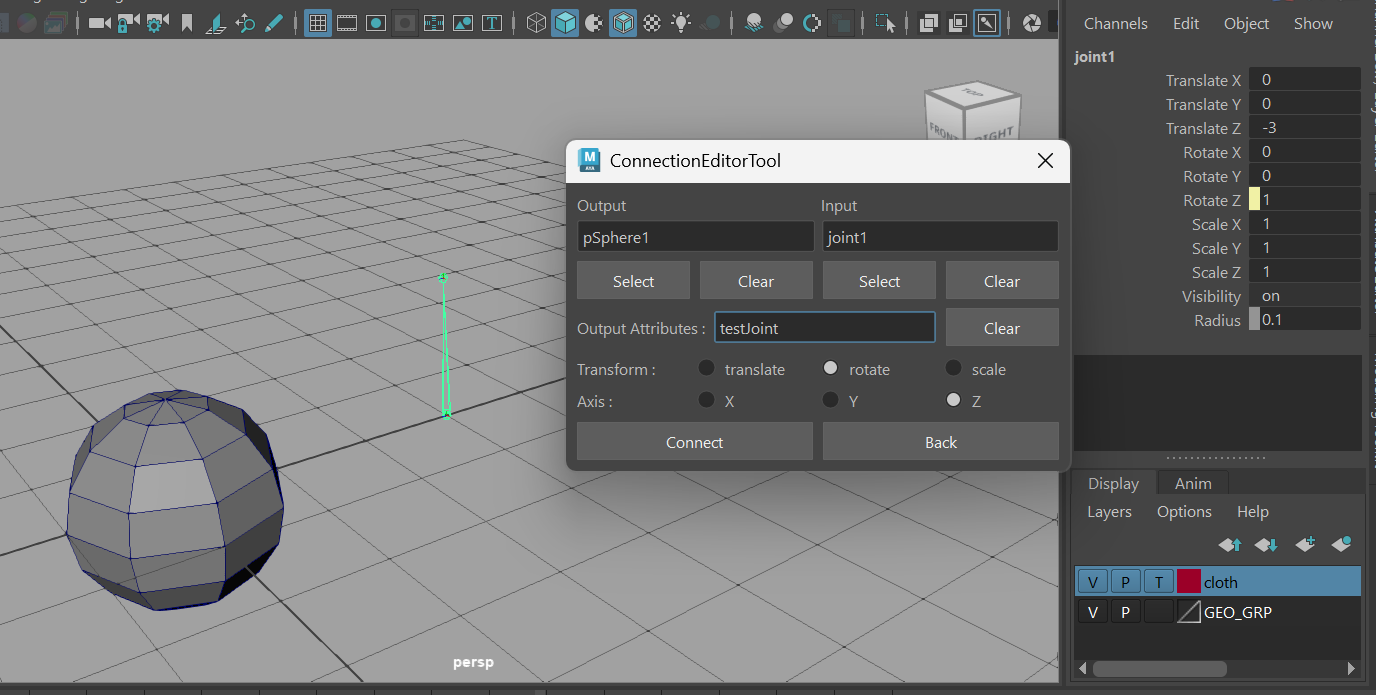 Channels Edit Object Show
joint1
Translate X 0
Translate Y 0
Translate Z -3
Rotate X 0
Rotate Y 0
Rotate Z 1
Scale X 1
Scale Y 1
Scale Z 1
Visibility on
Radius 0.1
TOP
FRONT
RIGHT
M
ConnectionEditorTool
Output Input
pSphere1 joint1
Select Clear Select Clear
Output Attributes : testJoint Clear
Transform : translate rotate scale
Axis : X Y Z
Connect Back
persp
Display Anim
Layers Options Help
V P T cloth
V P GEO_GRP